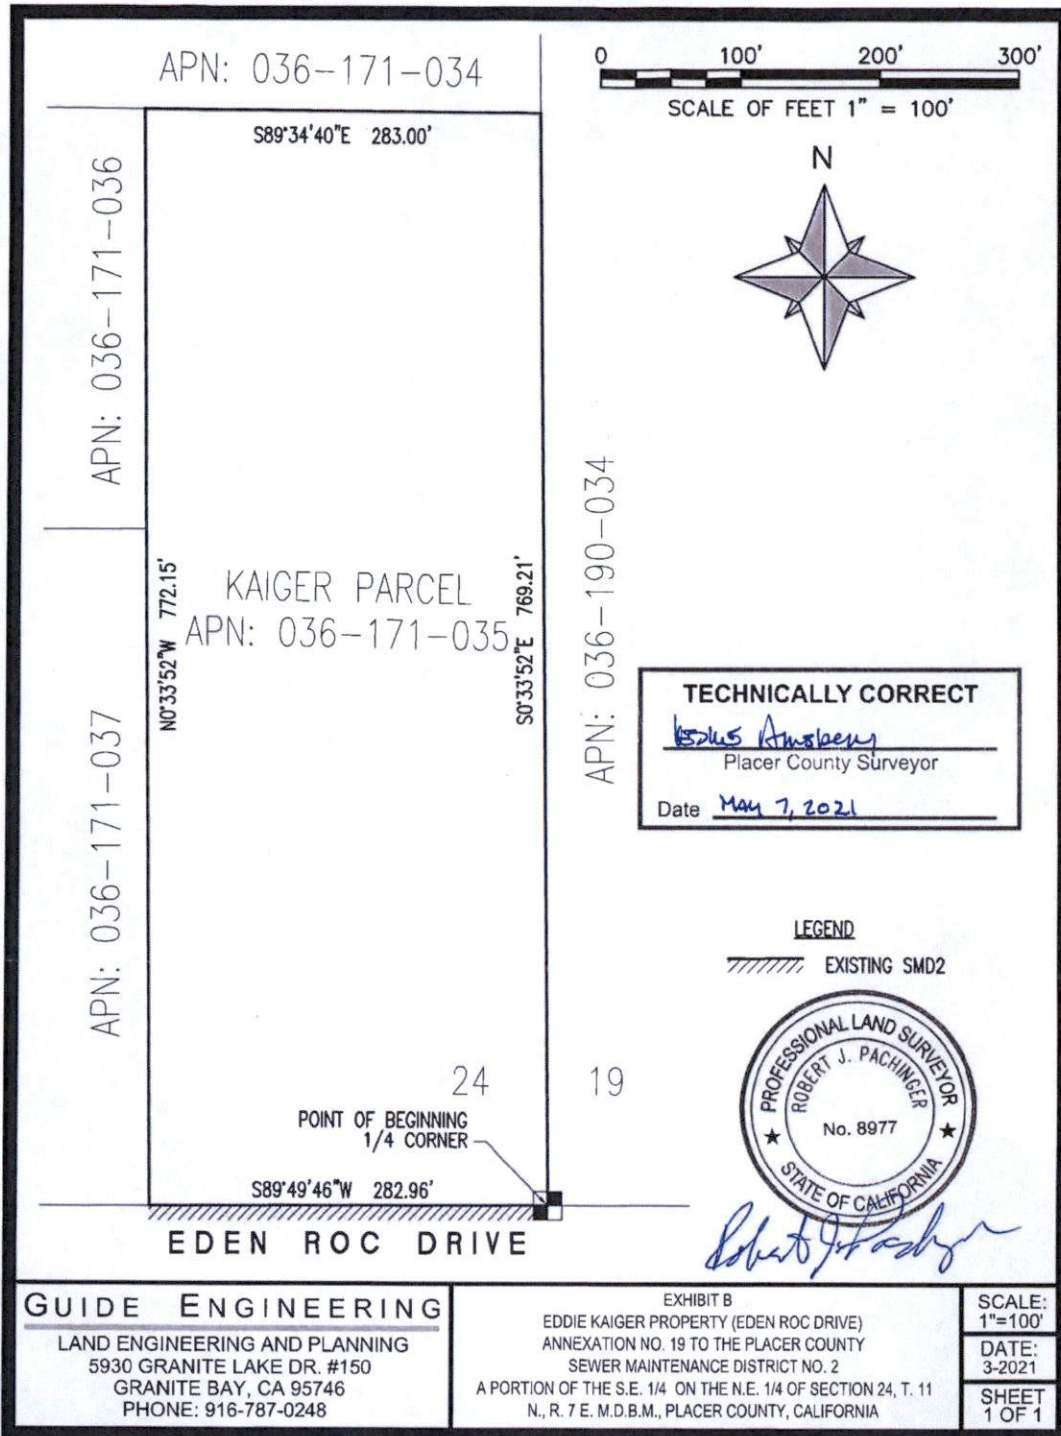 APN: 036-171-034
0 100' 200' 300'
SCALE OF FEET 1" = 100'
S89°34'40"E 283.00'
N
APN: 036-171-036
APN: 036-171-037
N0°33'52"W 772.15'
KAIGER PARCEL
APN: 036-171-035
S0°33'52"E 769.21'
APN: 036-190-034
TECHNICALLY CORRECT
Placer County Surveyor
Date MAY 7, 2021
LEGEND
EXISTING SMD2
PROFESSIONAL LAND SURVEYOR
ROBERT J. PACHINGER
No. 8977
STATE OF CALIFORNIA
24 19
POINT OF BEGINNING
1/4 CORNER
S89°49'46"W 282.96'
EDEN ROC DRIVE
GUIDE ENGINEERING
LAND ENGINEERING AND PLANNING
5930 GRANITE LAKE DR. #150
GRANITE BAY, CA 95746
PHONE: 916-787-0248
EXHIBIT B
EDDIE KAIGER PROPERTY (EDEN ROC DRIVE)
ANNEXATION NO. 19 TO THE PLACER COUNTY
SEWER MAINTENANCE DISTRICT NO. 2
A PORTION OF THE S.E. 1/4 ON THE N.E. 1/4 OF SECTION 24, T. 11
N., R. 7 E. M.D.B.M., PLACER COUNTY, CALIFORNIA
SCALE:
1"=100'
DATE:
3-2021
SHEET
1 OF 1